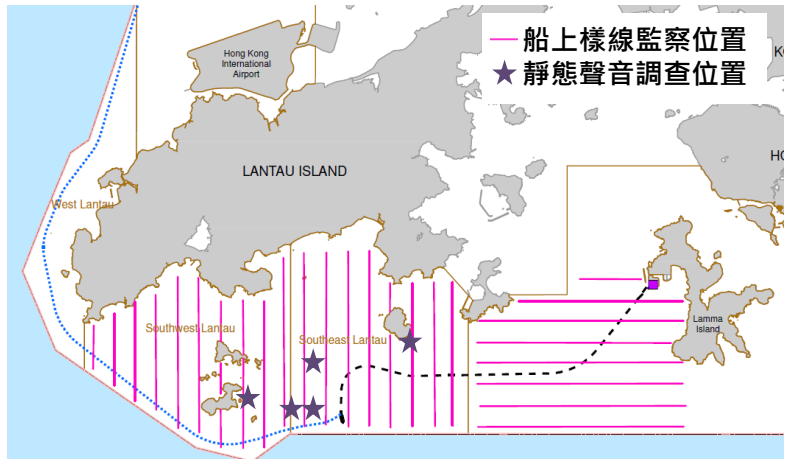 船上樣線監察位置
靜態聲音調查位置
Hong Kong
International
Airport
KO
LANTAU ISLAND
HO
West Lantau
Southwest Lantau
Southeast Lantau
Lamma
Island